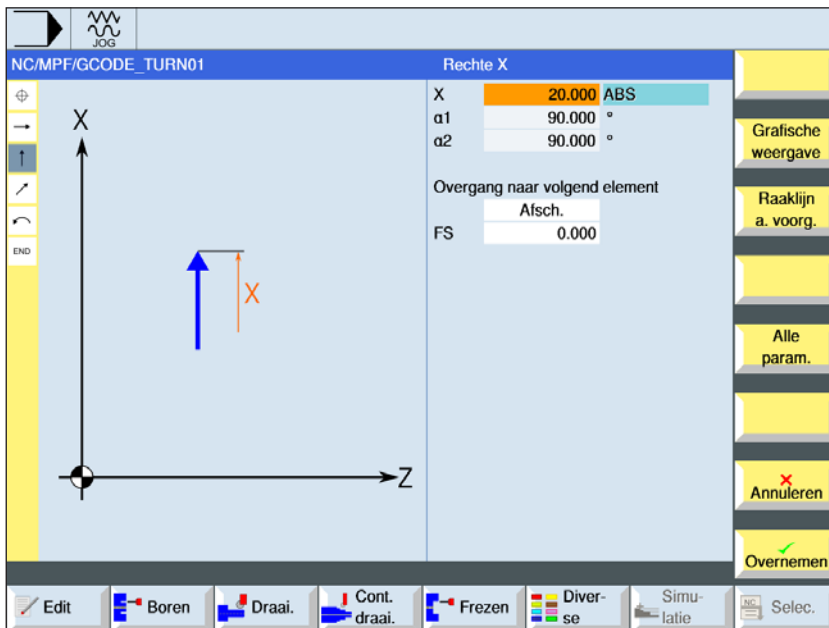 JOG
NC/MPF/GCODE_TURN01
Rechte X
X 20.000 ABS
α1 90.000 °
α2 90.000 °
Overgang naar volgend element
Afsch.
FS 0.000
END
X
X
Z
Grafische
weergave
Raaklijn
a. voorg.
Alle
param.
Annuleren
Overnemen
Edit
Boren
Draai.
Cont.
draai.
Frezen
Diver-
se
Simu-
latie
NC
Selec.